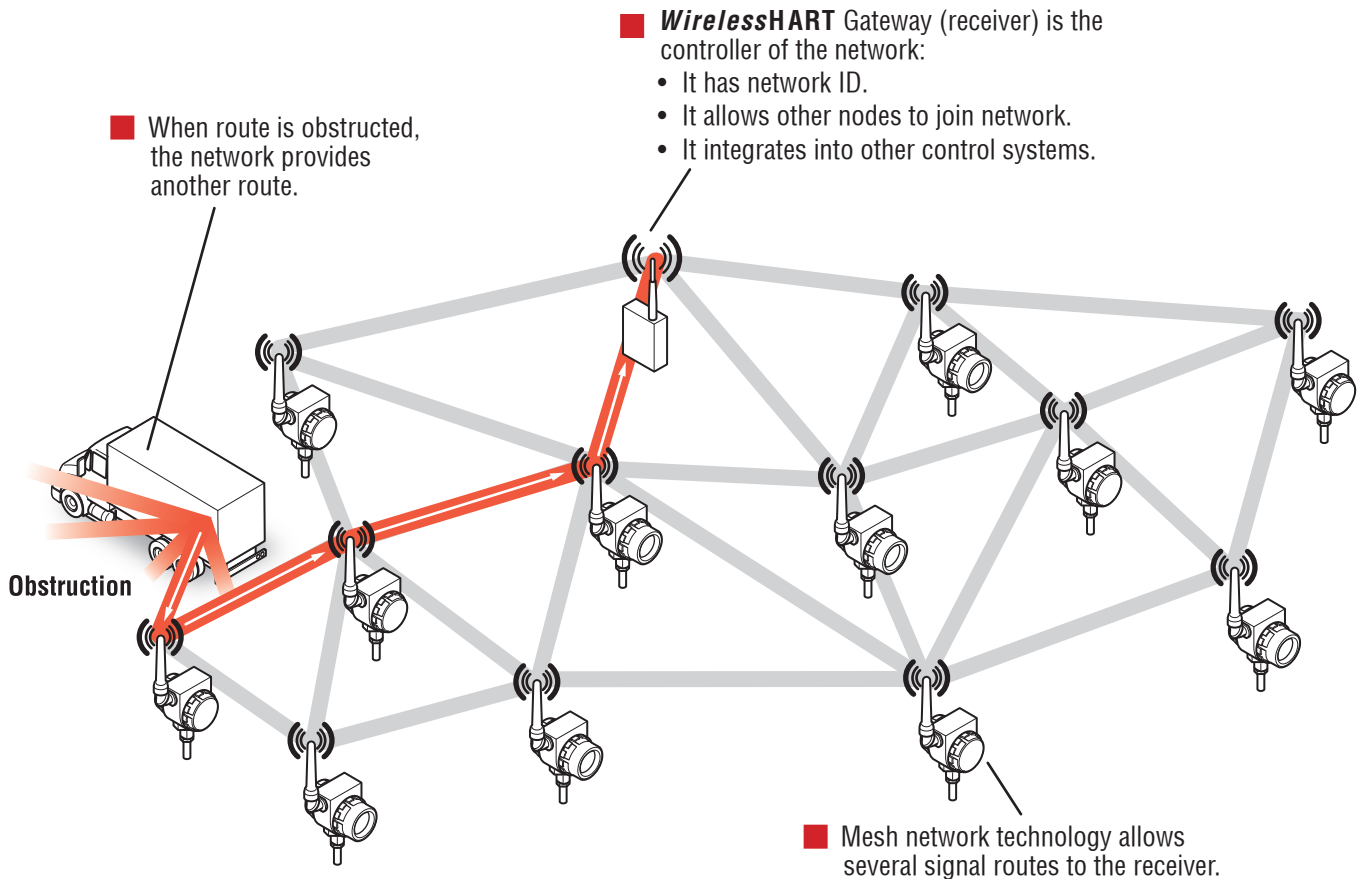 WirelessHART Gateway (receiver) is the
controller of the network:
• It has network ID.
• It allows other nodes to join network.
• It integrates into other control systems.
When route is obstructed,
the network provides
another route.
Obstruction
Mesh network technology allows
several signal routes to the receiver.